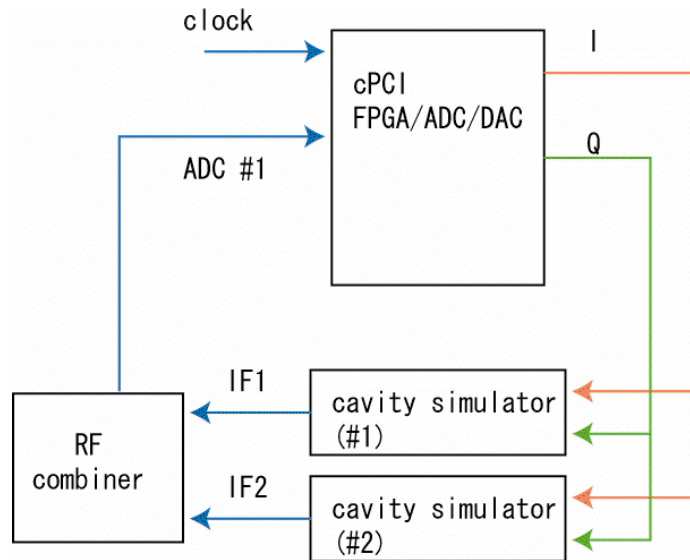 clock
I
cPCI
FPGA/ADC/DAC
Q
ADC #1
IF1
cavity simulator
(#1)
RF
combiner
IF2
cavity simulator
(#2)